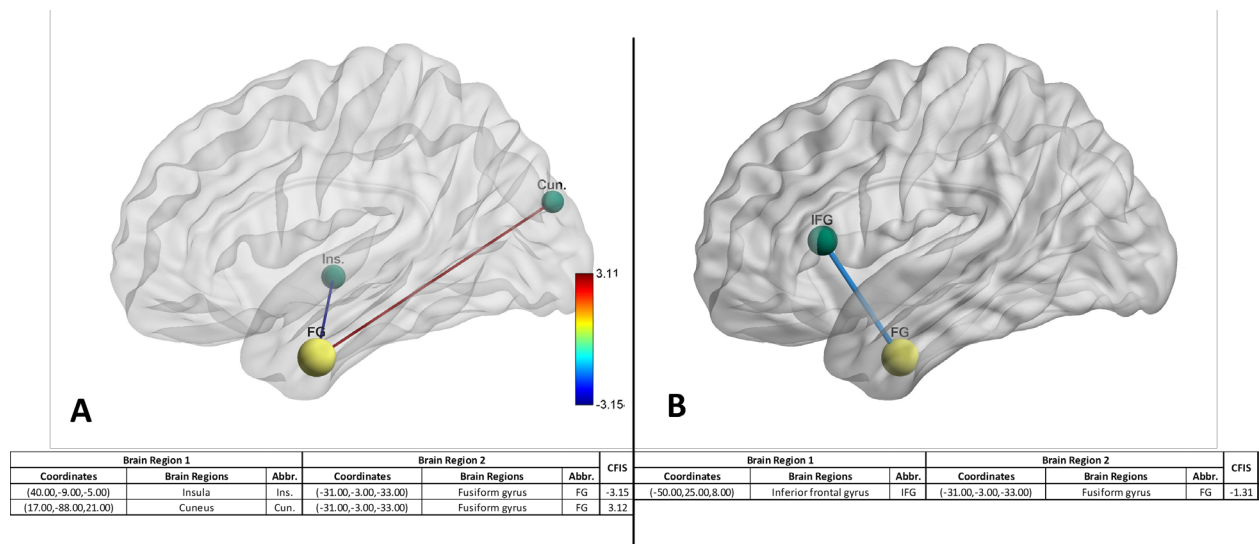 Cun.
Ins.
FG
3.11
-3.15
A
IFG
FG
B
Brain Region 1 Brain Region 2 CFIS
Coordinates Brain Regions Abbr. Coordinates Brain Regions Abbr.
(40.00,-9.00,-5.00) Insula Ins. (-31.00,-3.00,-33.00) Fusiform gyrus FG -3.15
(17.00,-88.00,21.00) Cuneus Cun. (-31.00,-3.00,-33.00) Fusiform gyrus FG 3.12
Brain Region 1 Brain Region 2 CFIS
Coordinates Brain Regions Abbr. Coordinates Brain Regions Abbr.
(-50.00,25.00,8.00) Inferior frontal gyrus IFG (-31.00,-3.00,-33.00) Fusiform gyrus FG -1.31